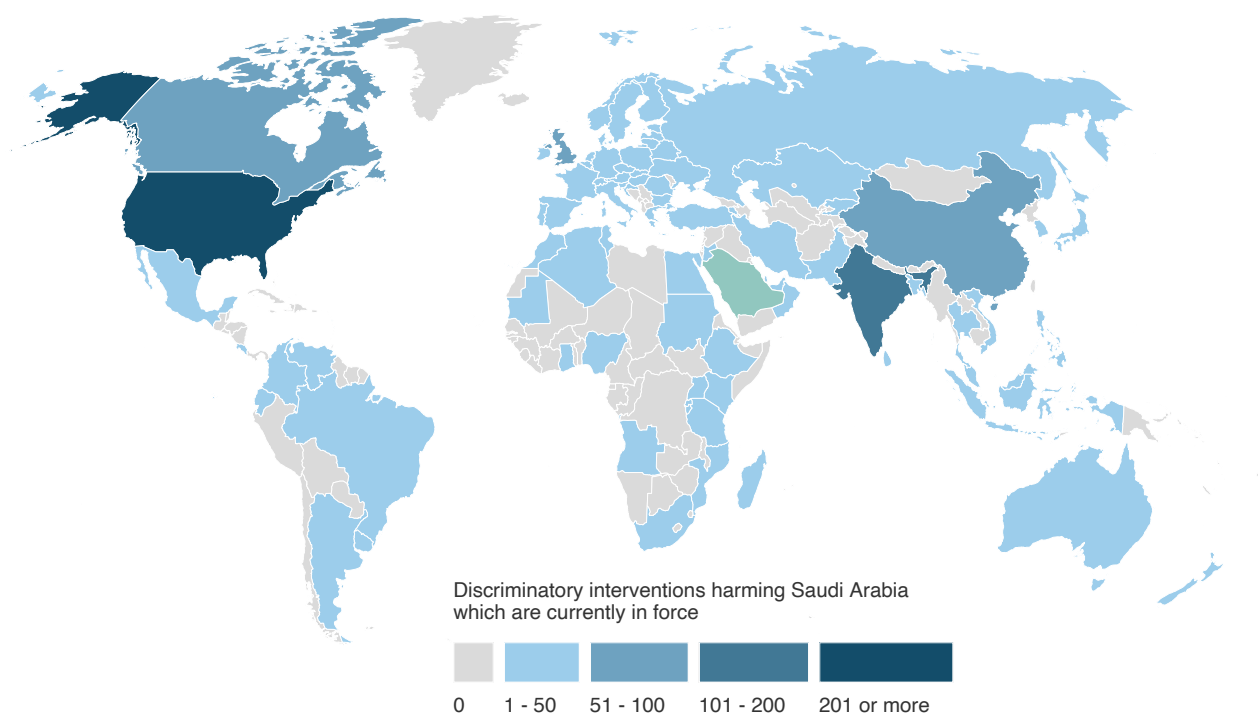 Discriminatory interventions harming Saudi Arabia
which are currently in force
0 1 - 50 51 - 100 101 - 200 201 or more